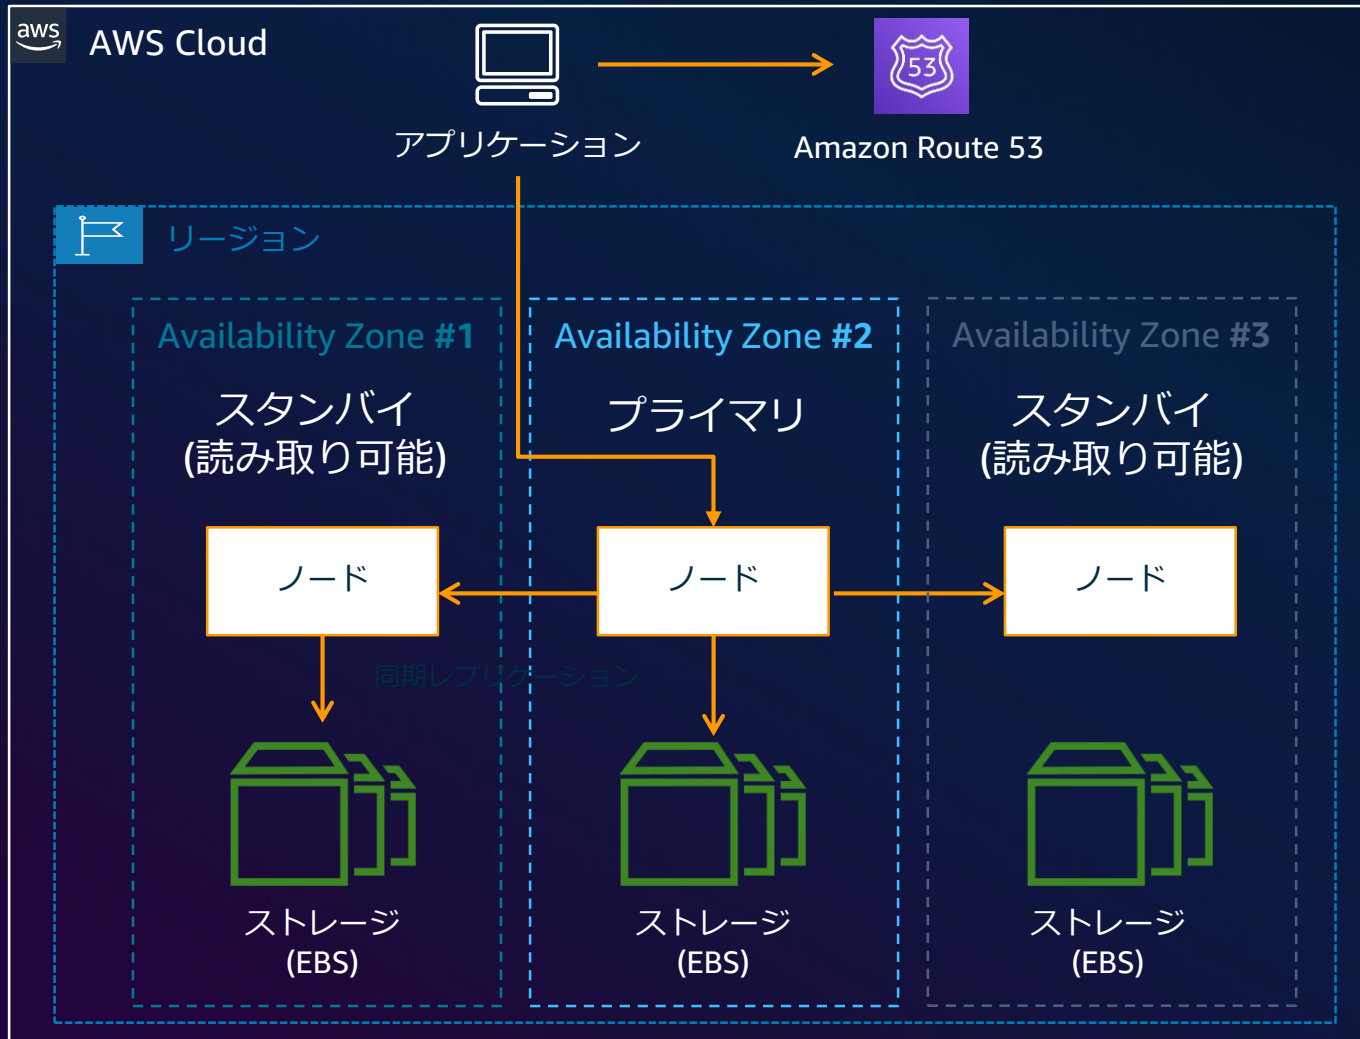 aws
AWS Cloud
53
アプリケーション
Amazon Route 53
リージョン
Availability Zone #1
Availability Zone #2
Availability Zone #3
スタンバイ
(読み取り可能)
プライマリ
スタンバイ
(読み取り可能)
ノード
ノード
ノード
同期レプリケーション
ストレージ
(EBS)
ストレージ
(EBS)
ストレージ
(EBS)